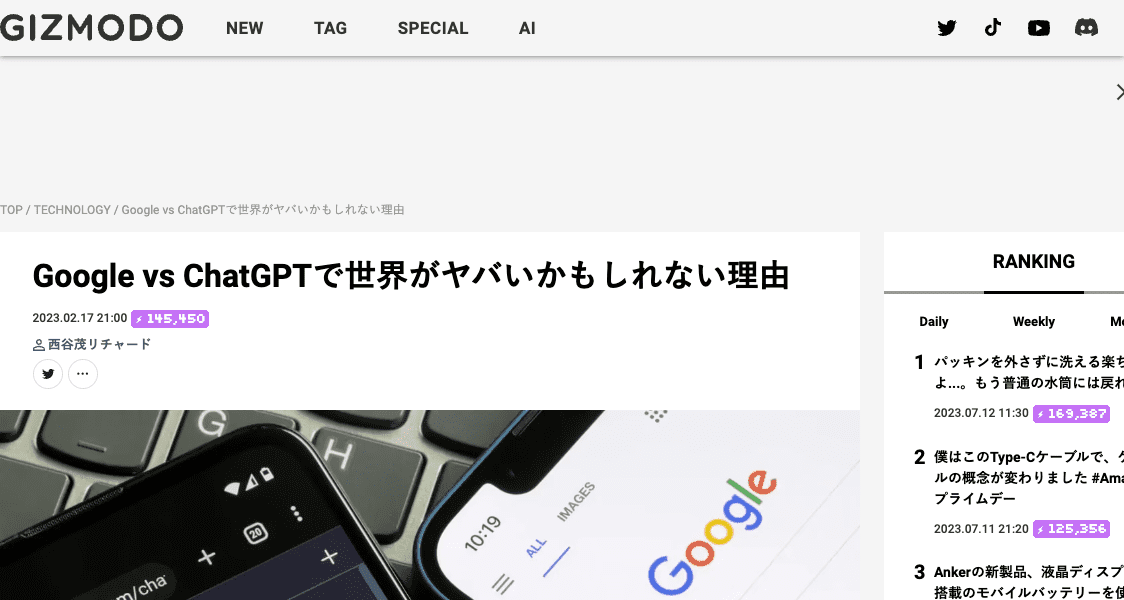 GIZMODO
NEW
TAG
SPECIAL
AI
TOP / TECHNOLOGY / Google vs ChatGPTで世界がヤバいかもしれない理由
Google vs ChatGPTで世界がヤバいかもしれない理由
2023.02.17 21:00 145,450
西谷茂リチャード
G
H
20
m/cha
10:19
ALL
IMAGES
Google
RANKING
Daily
Weekly
1 パッキンを外さずに洗える楽ち
よ...。もう普通の水筒には戻れ
2023.07.12 11:30 169,387
2 僕はこのType-Cケーブルで、ケ
ルの概念が変わりました #Ama
プライムデー
2023.07.11 21:20 125,356
3 Ankerの新製品、液晶ディスプ
搭載のモバイルバッテリーを使